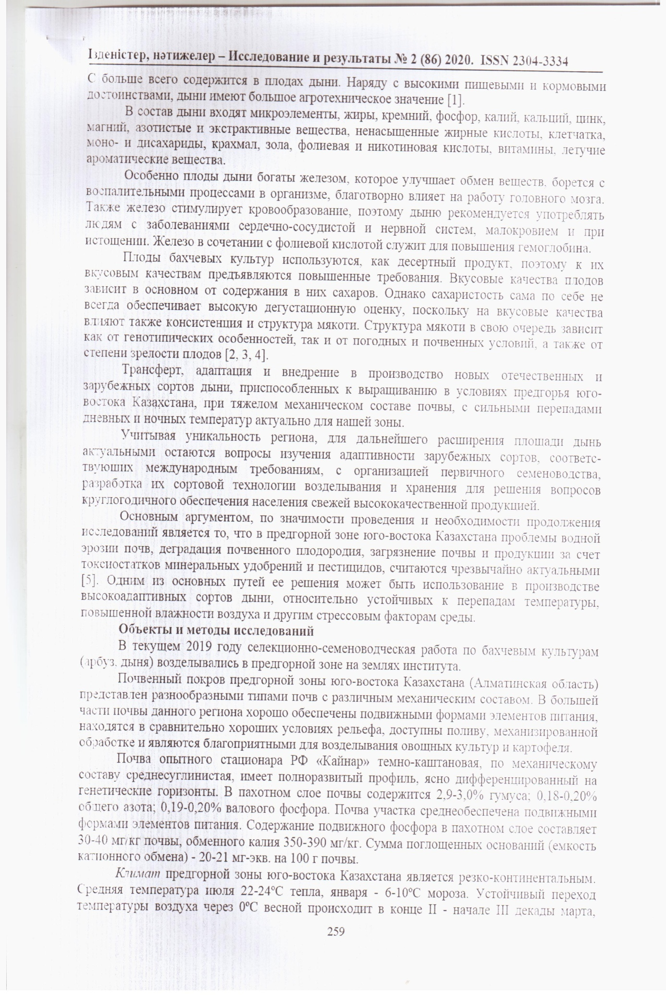 Ізденістер, нәтижелер – Исследование и результаты № 2 (86) 2020. ISSN 2304-3334
С больше всего содержится в плодах дыни. Наряду с высокими пищевыми и кормовыми
достоинствами, дыни имеют большое агротехническое значение [1].
В состав дыни входят микроэлементы, жиры, кремний, фосфор, калий, кальций, цинк,
магний, азотистые и экстрактивные вещества, ненасыщенные жирные кислоты, клетчатка,
моно- и дисахариды, крахмал, зола, фолиевая и никотиновая кислоты, витамины, летучие
ароматические вещества.
Особенно плоды дыни богаты железом, которое улучшает обмен веществ, борется с
воспалительными процессами в организме, благотворно влияет на работу головного мозга.
Также железо стимулирует кровообразование, поэтому дыню рекомендуется употреблять
людям с заболеваниями сердечно-сосудистой и нервной систем, малокровием и при
истощении. Железо в сочетании с фолиевой кислотой служит для повышения гемоглобина.
Плоды бахчевых культур используются, как десертный продукт, поэтому к их
вкусовым качествам предъявляются повышенные требования. Вкусовые качества плодов
зависит в основном от содержания в них сахаров. Однако сахаристость сама по себе не
всегда обеспечивает высокую дегустационную оценку, поскольку на вкусовые качества
влияют также консистенция и структура мякоти. Структура мякоти в свою очередь зависит
как от генотипических особенностей, так и от погодных и почвенных условий, а также от
степени зрелости плодов [2, 3, 4].
Трансферт, адаптация и внедрение в производство новых отечественных и
зарубежных сортов дыни, приспособленных к выращиванию в условиях предгорья юго-
востока Казахстана, при тяжелом механическом составе почвы, с сильными перепадами
дневных и ночных температур актуально для нашей зоны.
Учитывая уникальность региона, для дальнейшего расширения площади дынь
актуальными остаются вопросы изучения адаптивности зарубежных сортов, соответс-
твующих международным требованиям, с организацией первичного семеноводства,
разработка их сортовой технологии возделывания и хранения для решения вопросов
круглогодичного обеспечения населения свежей высококачественной продукцией.
Основным аргументом, по значимости проведения и необходимости продолжения
исследований является то, что в предгорной зоне юго-востока Казахстана проблемы водной
эрозии почв, деградация почвенного плодородия, загрязнение почвы и продукции за счет
токсиостатков минеральных удобрений и пестицидов, считаются чрезвычайно актуальными
[5]. Одним из основных путей ее решения может быть использование в производстве
высокоадаптивных сортов дыни, относительно устойчивых к перепадам температуры,
повышенной влажности воздуха и другим стрессовым факторам среды.
Объекты и методы исследований
В текущем 2019 году селекционно-семеноводческая работа по бахчевым культурам
(арбуз, дыня) возделывались в предгорной зоне на землях института.
Почвенный покров предгорной зоны юго-востока Казахстана (Алматинская область)
представлен разнообразными типами почв с различным механическим составом. В большей
части почвы данного региона хорошо обеспечены подвижными формами элементов питания,
находятся в сравнительно хороших условиях рельефа, доступны поливу, механизированной
обработке и являются благоприятными для возделывания овощных культур и картофеля.
Почва опытного стационара РФ «Кайнар» темно-каштановая, по механическому
составу среднесуглинистая, имеет полноразвитый профиль, ясно дифференцированный на
генетические горизонты. В пахотном слое почвы содержится 2,9-3,0% гумуса; 0,18-0,20%
общего азота; 0,19-0,20% валового фосфора. Почва участка среднеобеспечена подвижными
формами элементов питания. Содержание подвижного фосфора в пахотном слое составляет
30-40 мг/кг почвы, обменного калия 350-390 мг/кг. Сумма поглощенных оснований (емкость
катионного обмена) - 20-21 мг-экв. на 100 г почвы.
Климат предгорной зоны юго-востока Казахстана является резко-континентальным.
Средняя температура июля 22-24ºС тепла, января - 6-10ºС мороза. Устойчивый переход
температуры воздуха через 0ºС весной происходит в конце II - начале III декады марта,
259